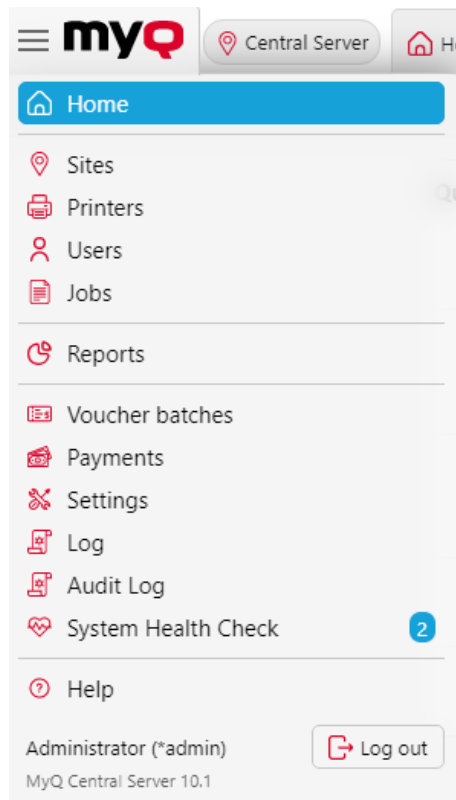 myQ
Central Server
Home
Sites
Printers
Users
Jobs
Reports
Voucher batches
Payments
Settings
Log
Audit Log
System Health Check 2
Help
Administrator (*admin) Log out
MyQ Central Server 10.1